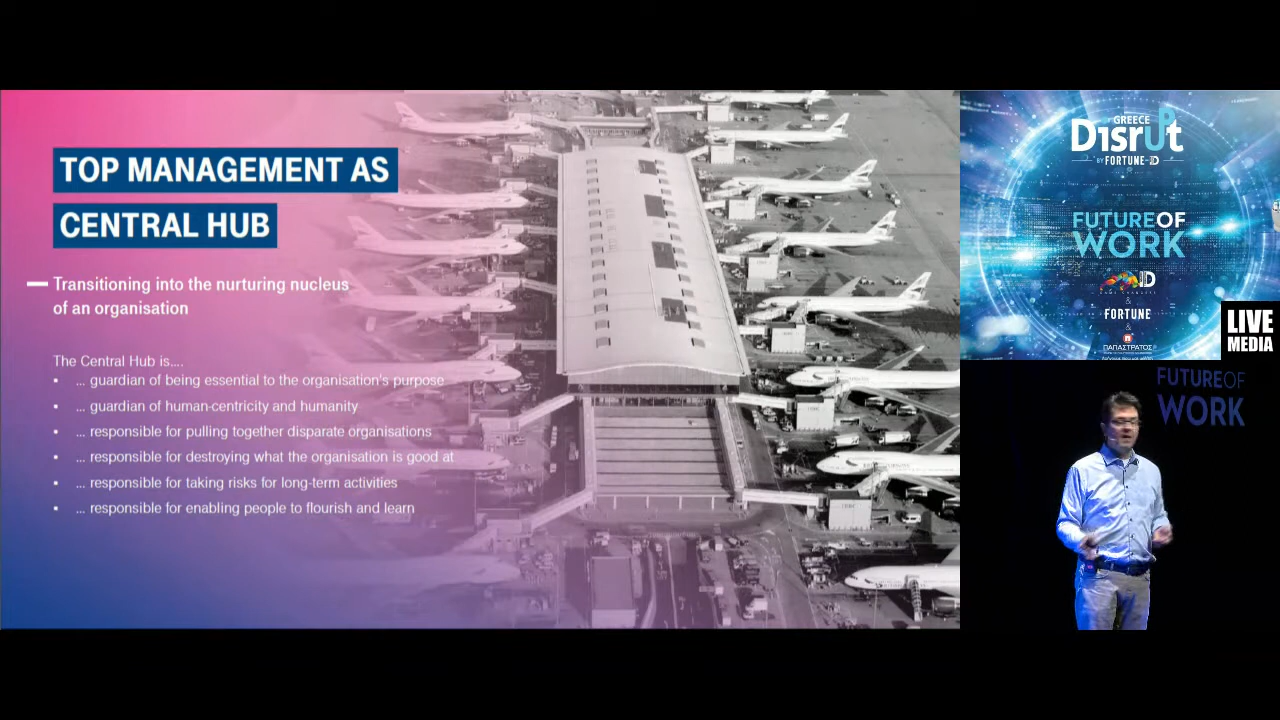 TOP MANAGEMENT AS
CENTRAL HUB
Transitioning into the nurturing nucleus
of an organisation
The Central Hub is....
• ... guardian of being essential to the organisation's purpose
• ... guardian of human-centricity and humanity
• ... responsible for pulling together disparate organisations
• ... responsible for destroying what the organisation is good at
• ... responsible for taking risks for long-term activities
• ... responsible for enabling people to flourish and learn
GREECE
DisrUPt
BY FORTUNE
FUTURE OF
WORK
GAME CHANGERS
&
FORTUNE
&
ΠΑΠΑΣΤΡΑΤΟΣ
LIVE
MEDIA
FUTURE OF
WORK